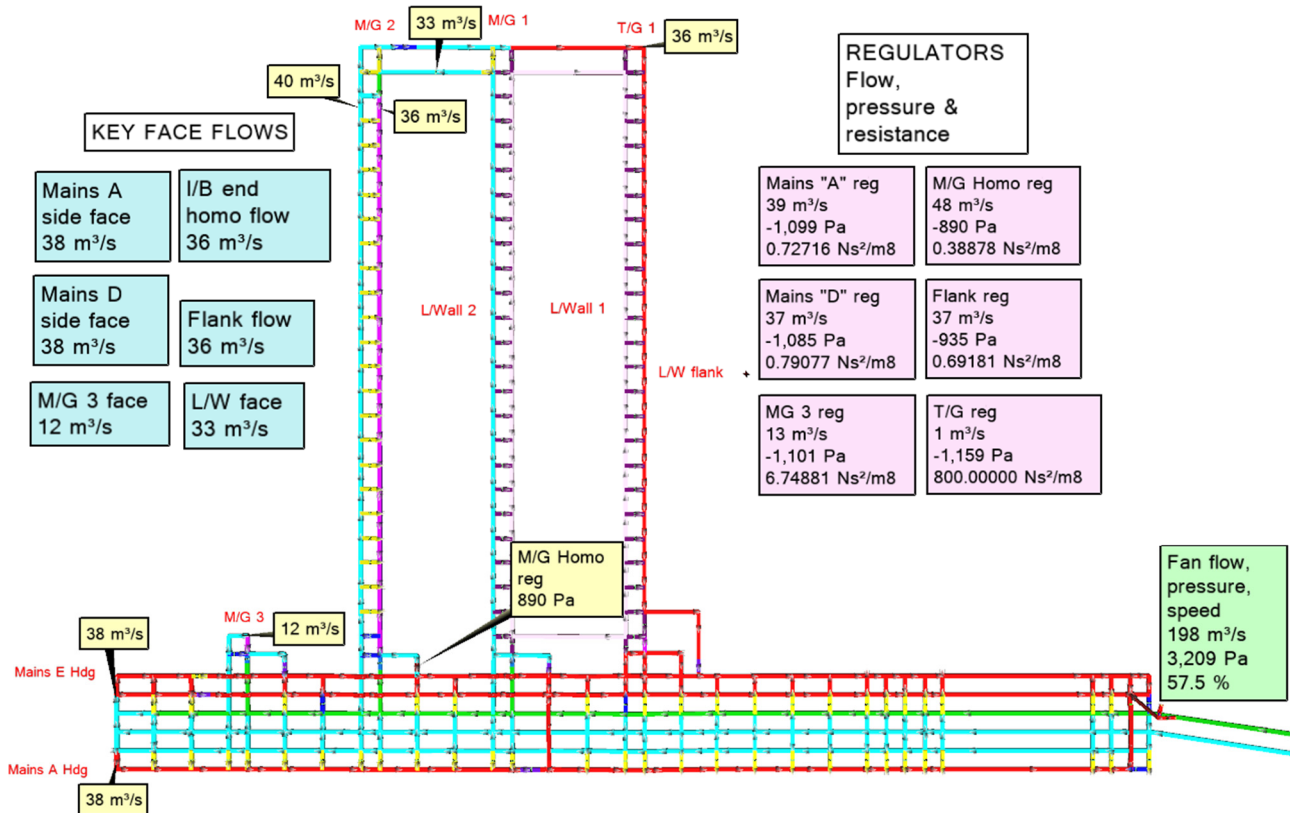 M/G 2
33 m³/s
M/G 1
T/G 1
36 m³/s
40 m³/s
36 m³/s
KEY FACE FLOWS
Mains A
side face
38 m³/s
I/B end
homo flow
36 m³/s
Mains D
side face
38 m³/s
Flank flow
36 m³/s
M/G 3 face
12 m³/s
L/W face
33 m³/s
L/Wall 2
L/Wall 1
L/W flank
REGULATORS
Flow,
pressure &
resistance
Mains "A" reg
39 m³/s
-1,099 Pa
0.72716 Ns²/m8
M/G Homo reg
48 m³/s
-890 Pa
0.38878 Ns²/m8
Mains "D" reg
37 m³/s
-1,085 Pa
0.79077 Ns²/m8
Flank reg
37 m³/s
-935 Pa
0.69181 Ns²/m8
MG 3 reg
13 m³/s
-1,101 Pa
6.74881 Ns²/m8
T/G reg
1 m³/s
-1,159 Pa
800.00000 Ns²/m8
M/G Homo
reg
890 Pa
Fan flow,
pressure,
speed
198 m³/s
3,209 Pa
57.5 %
M/G 3
12 m³/s
38 m³/s
Mains E Hdg
Mains A Hdg
38 m³/s